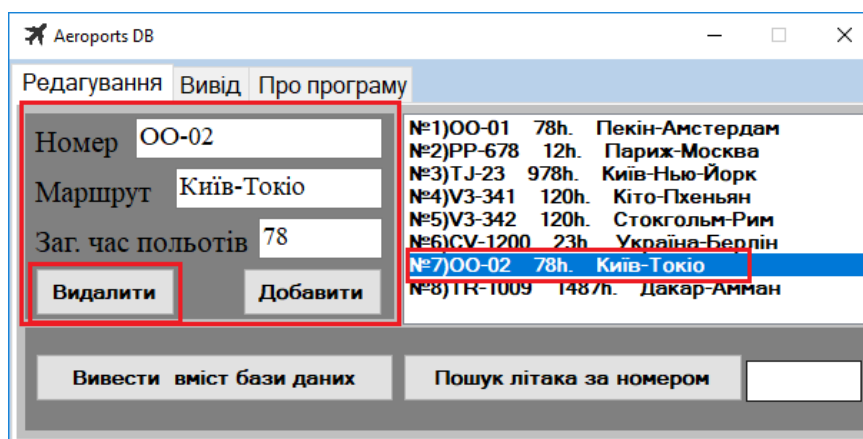 Aeroports DB
Редагування Вивід Про програму
Номер ОО-02
Маршрут Київ-Токіо
Заг. час польотів 78
Видалити Добавити
№1)ОО-01 78h. Пекін-Амстердам
№2)PP-678 12h. Париж-Москва
№3)TJ-23 978h. Київ-Нью-Йорк
№4)V3-341 120h. Кіто-Пхеньян
№5)V3-342 120h. Стокгольм-Рим
№6)CV-1200 23h Україна-Берлін
№7)ОО-02 78h. Київ-Токіо
№8)TR-1009 1487h. Дакар-Амман
Вивести вміст бази даних Пошук літака за номером